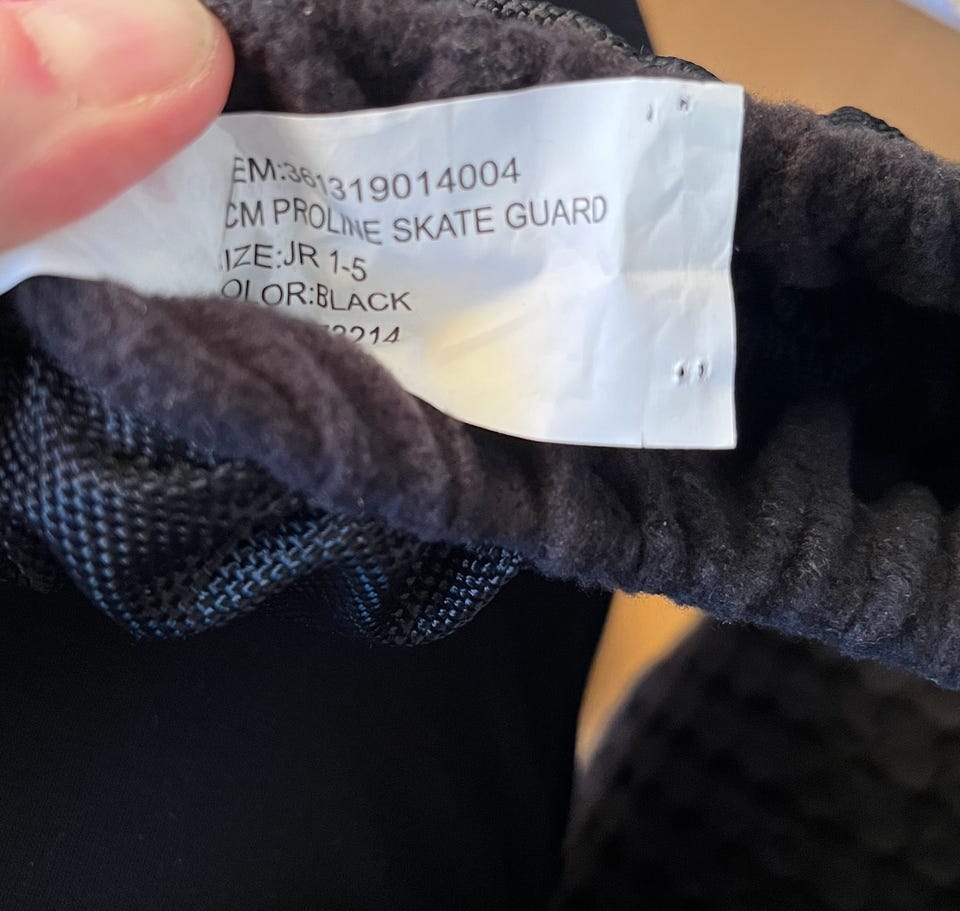 EM:361319014004
CM PROLINE SKATE GUARD
IZE:JR 1-5
OLOR:BLACK